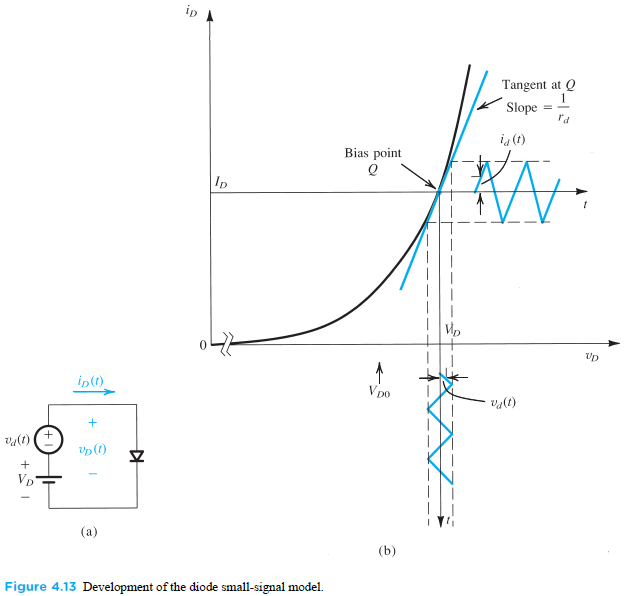 i_D
Tangent at Q
Slope = 1/r_d
i_d (t)
Bias point
Q
I_D
t
V_D
0
v_D
V_D0
v_d(t)
t
(b)
i_D(t)
+
v_d(t)
+
−
v_D(t)
+
V_D
−
−
(a)
Figure 4.13 Development of the diode small-signal model.